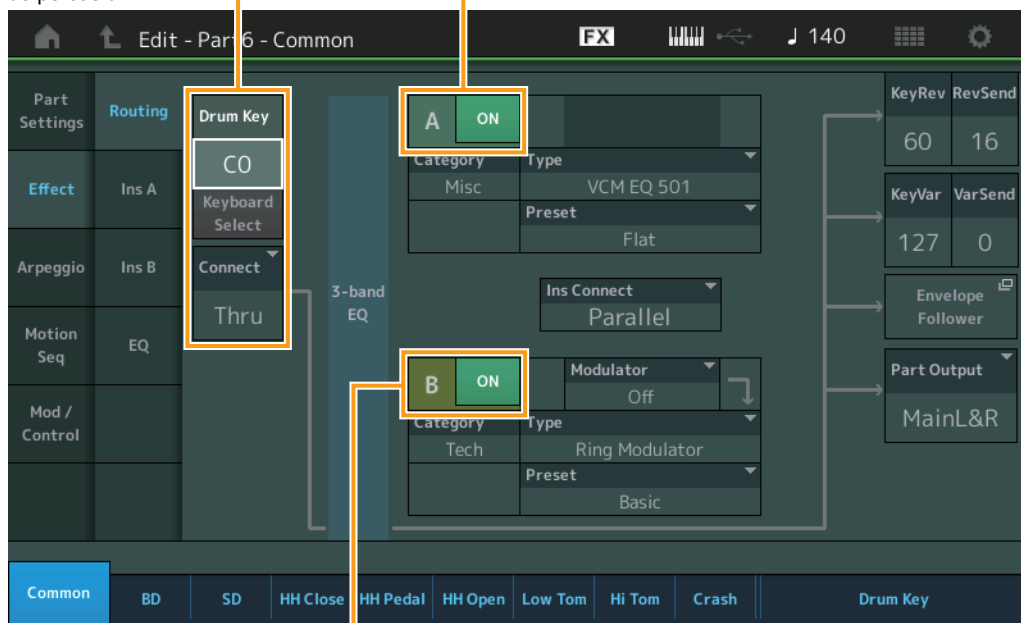 Edit - Part6 - Common
FX
140
Part
Settings
Effect
Arpeggio
Motion
Seq
Mod /
Control
Routing
Ins A
Ins B
EQ
Drum Key
C0
Keyboard
Select
Connect
Thru
3-band
EQ
A
ON
Category
Type
Misc
VCM EQ 501
Preset
Flat
Ins Connect
Parallel
B
ON
Modulator
Off
Category
Type
Tech
Ring Modulator
Preset
Basic
KeyRev
RevSend
60
16
KeyVar
VarSend
127
0
Envelope
Follower
Part Output
MainL&R
Common
BD
SD
HH Close
HH Pedal
HH Open
Low Tom
Hi Tom
Crash
Drum Key